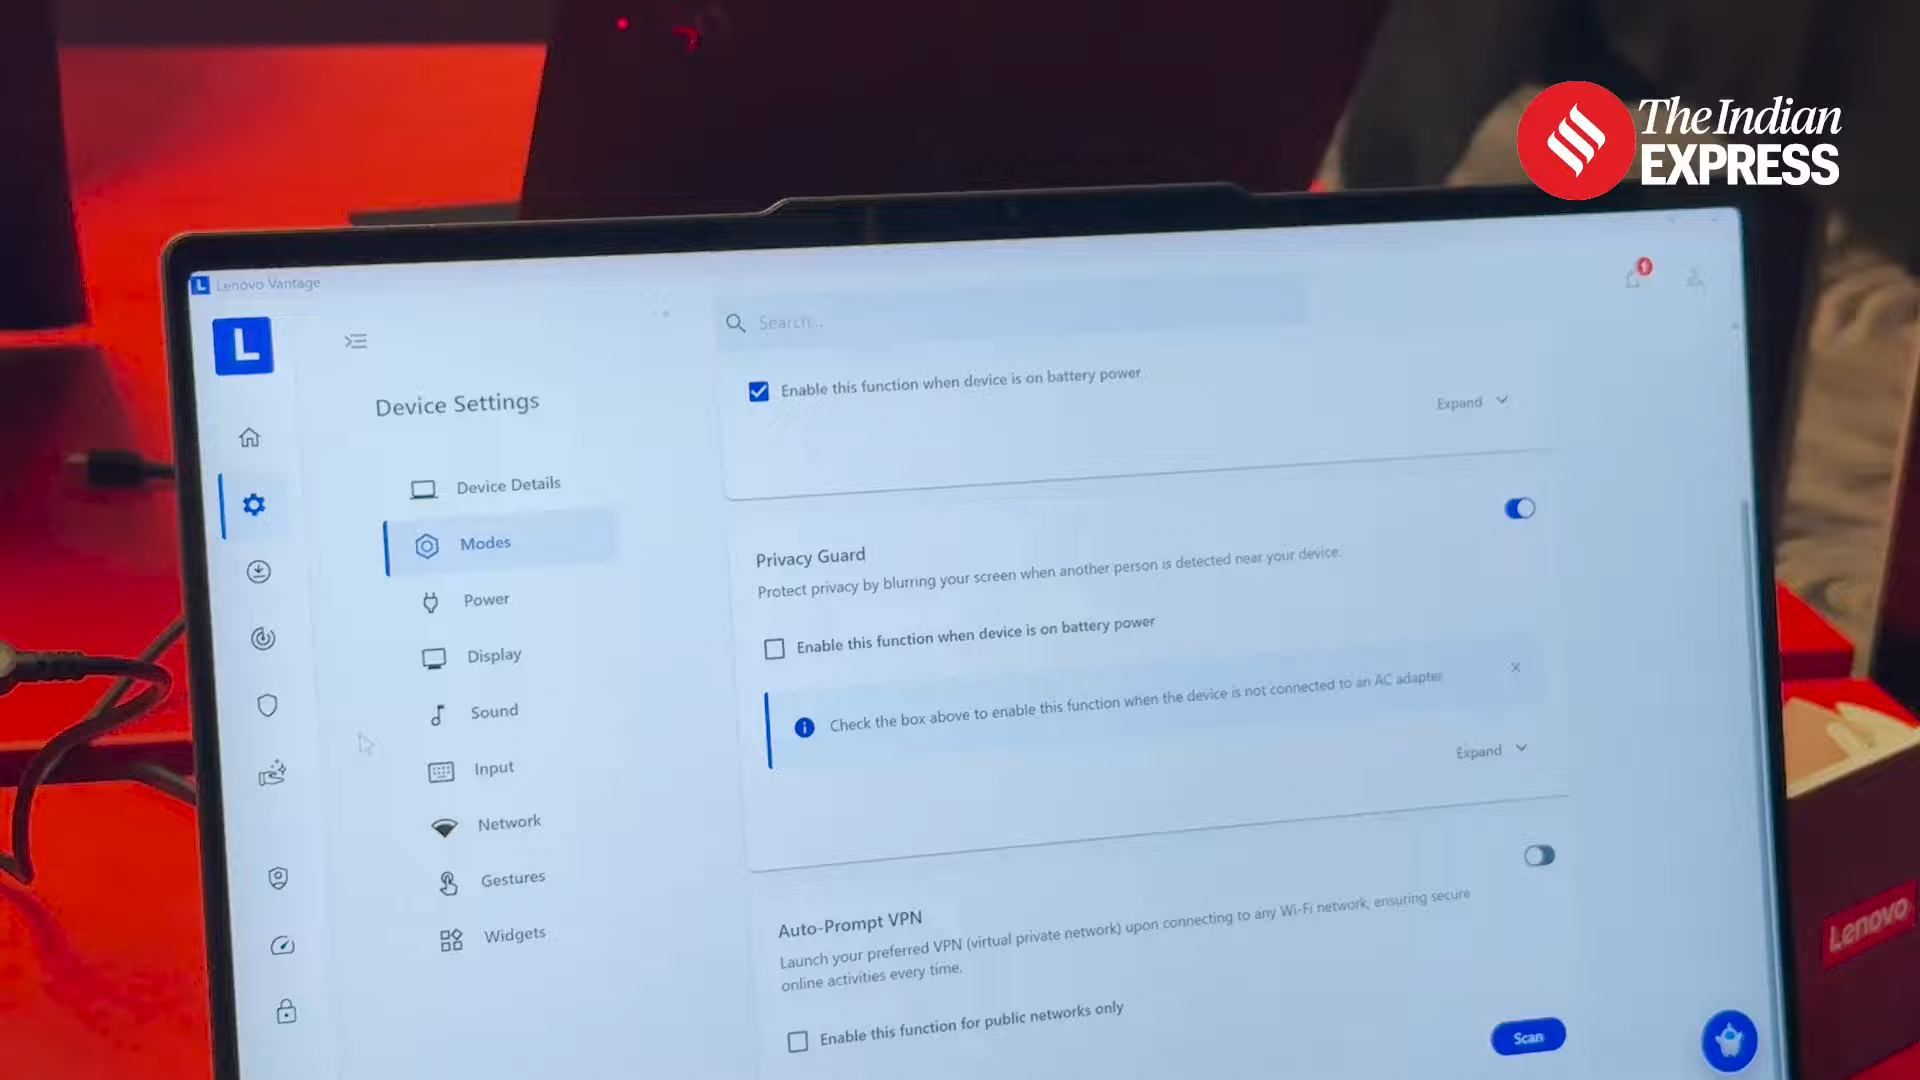 The Indian
EXPRESS
Lenovo Vantage
L
Search...
Device Settings
Device Details
Modes
Power
Display
Sound
Input
Network
Gestures
Widgets
Enable this function when device is on battery power
Expand
Privacy Guard
Protect privacy by blurring your screen when another person is detected near your device.
Enable this function when device is on battery power
Check the box above to enable this function when the device is not connected to an AC adapter
Expand
Auto-Prompt VPN
Launch your preferred VPN (virtual private network) upon connecting to any Wi-Fi network, ensuring secure
online activities every time.
Enable this function for public networks only
Scan
1
Lenovo